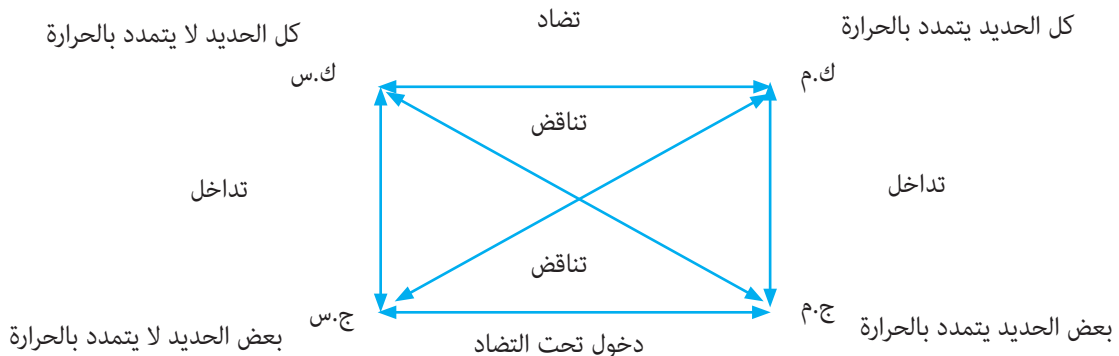 تضاد
كل الحديد يتمدد بالحرارة
كل الحديد لا يتمدد بالحرارة
ك.م
ك.س
تناقض
تداخل
تداخل
تناقض
ج.م
ج.س
بعض الحديد يتمدد بالحرارة
بعض الحديد لا يتمدد بالحرارة
دخول تحت التضاد